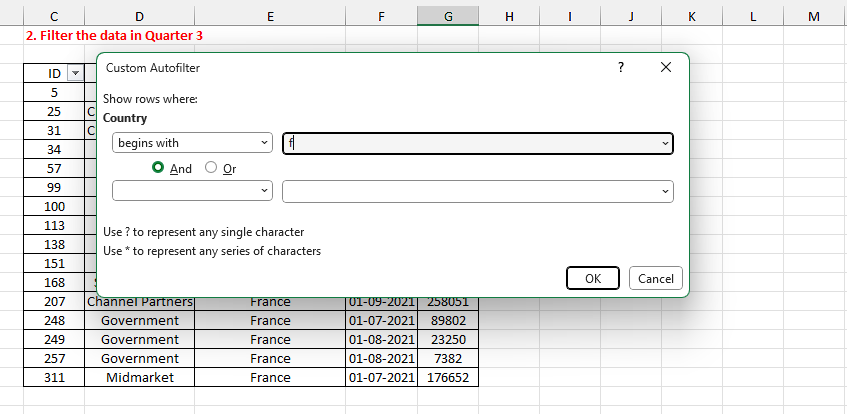 C D E F G H I J K L M
2. Filter the data in Quarter 3
Custom Autofilter ? X
ID
Show rows where:
5
Country
25 C
31 C
begins with f
34
And Or
57
99
100
113
Use ? to represent any single character
138
Use * to represent any series of characters
151
168
OK Cancel
207 Channel Partners France 01-09-2021 258051
248 Government France 01-07-2021 89802
249 Government France 01-08-2021 23250
257 Government France 01-08-2021 7382
311 Midmarket France 01-07-2021 176652